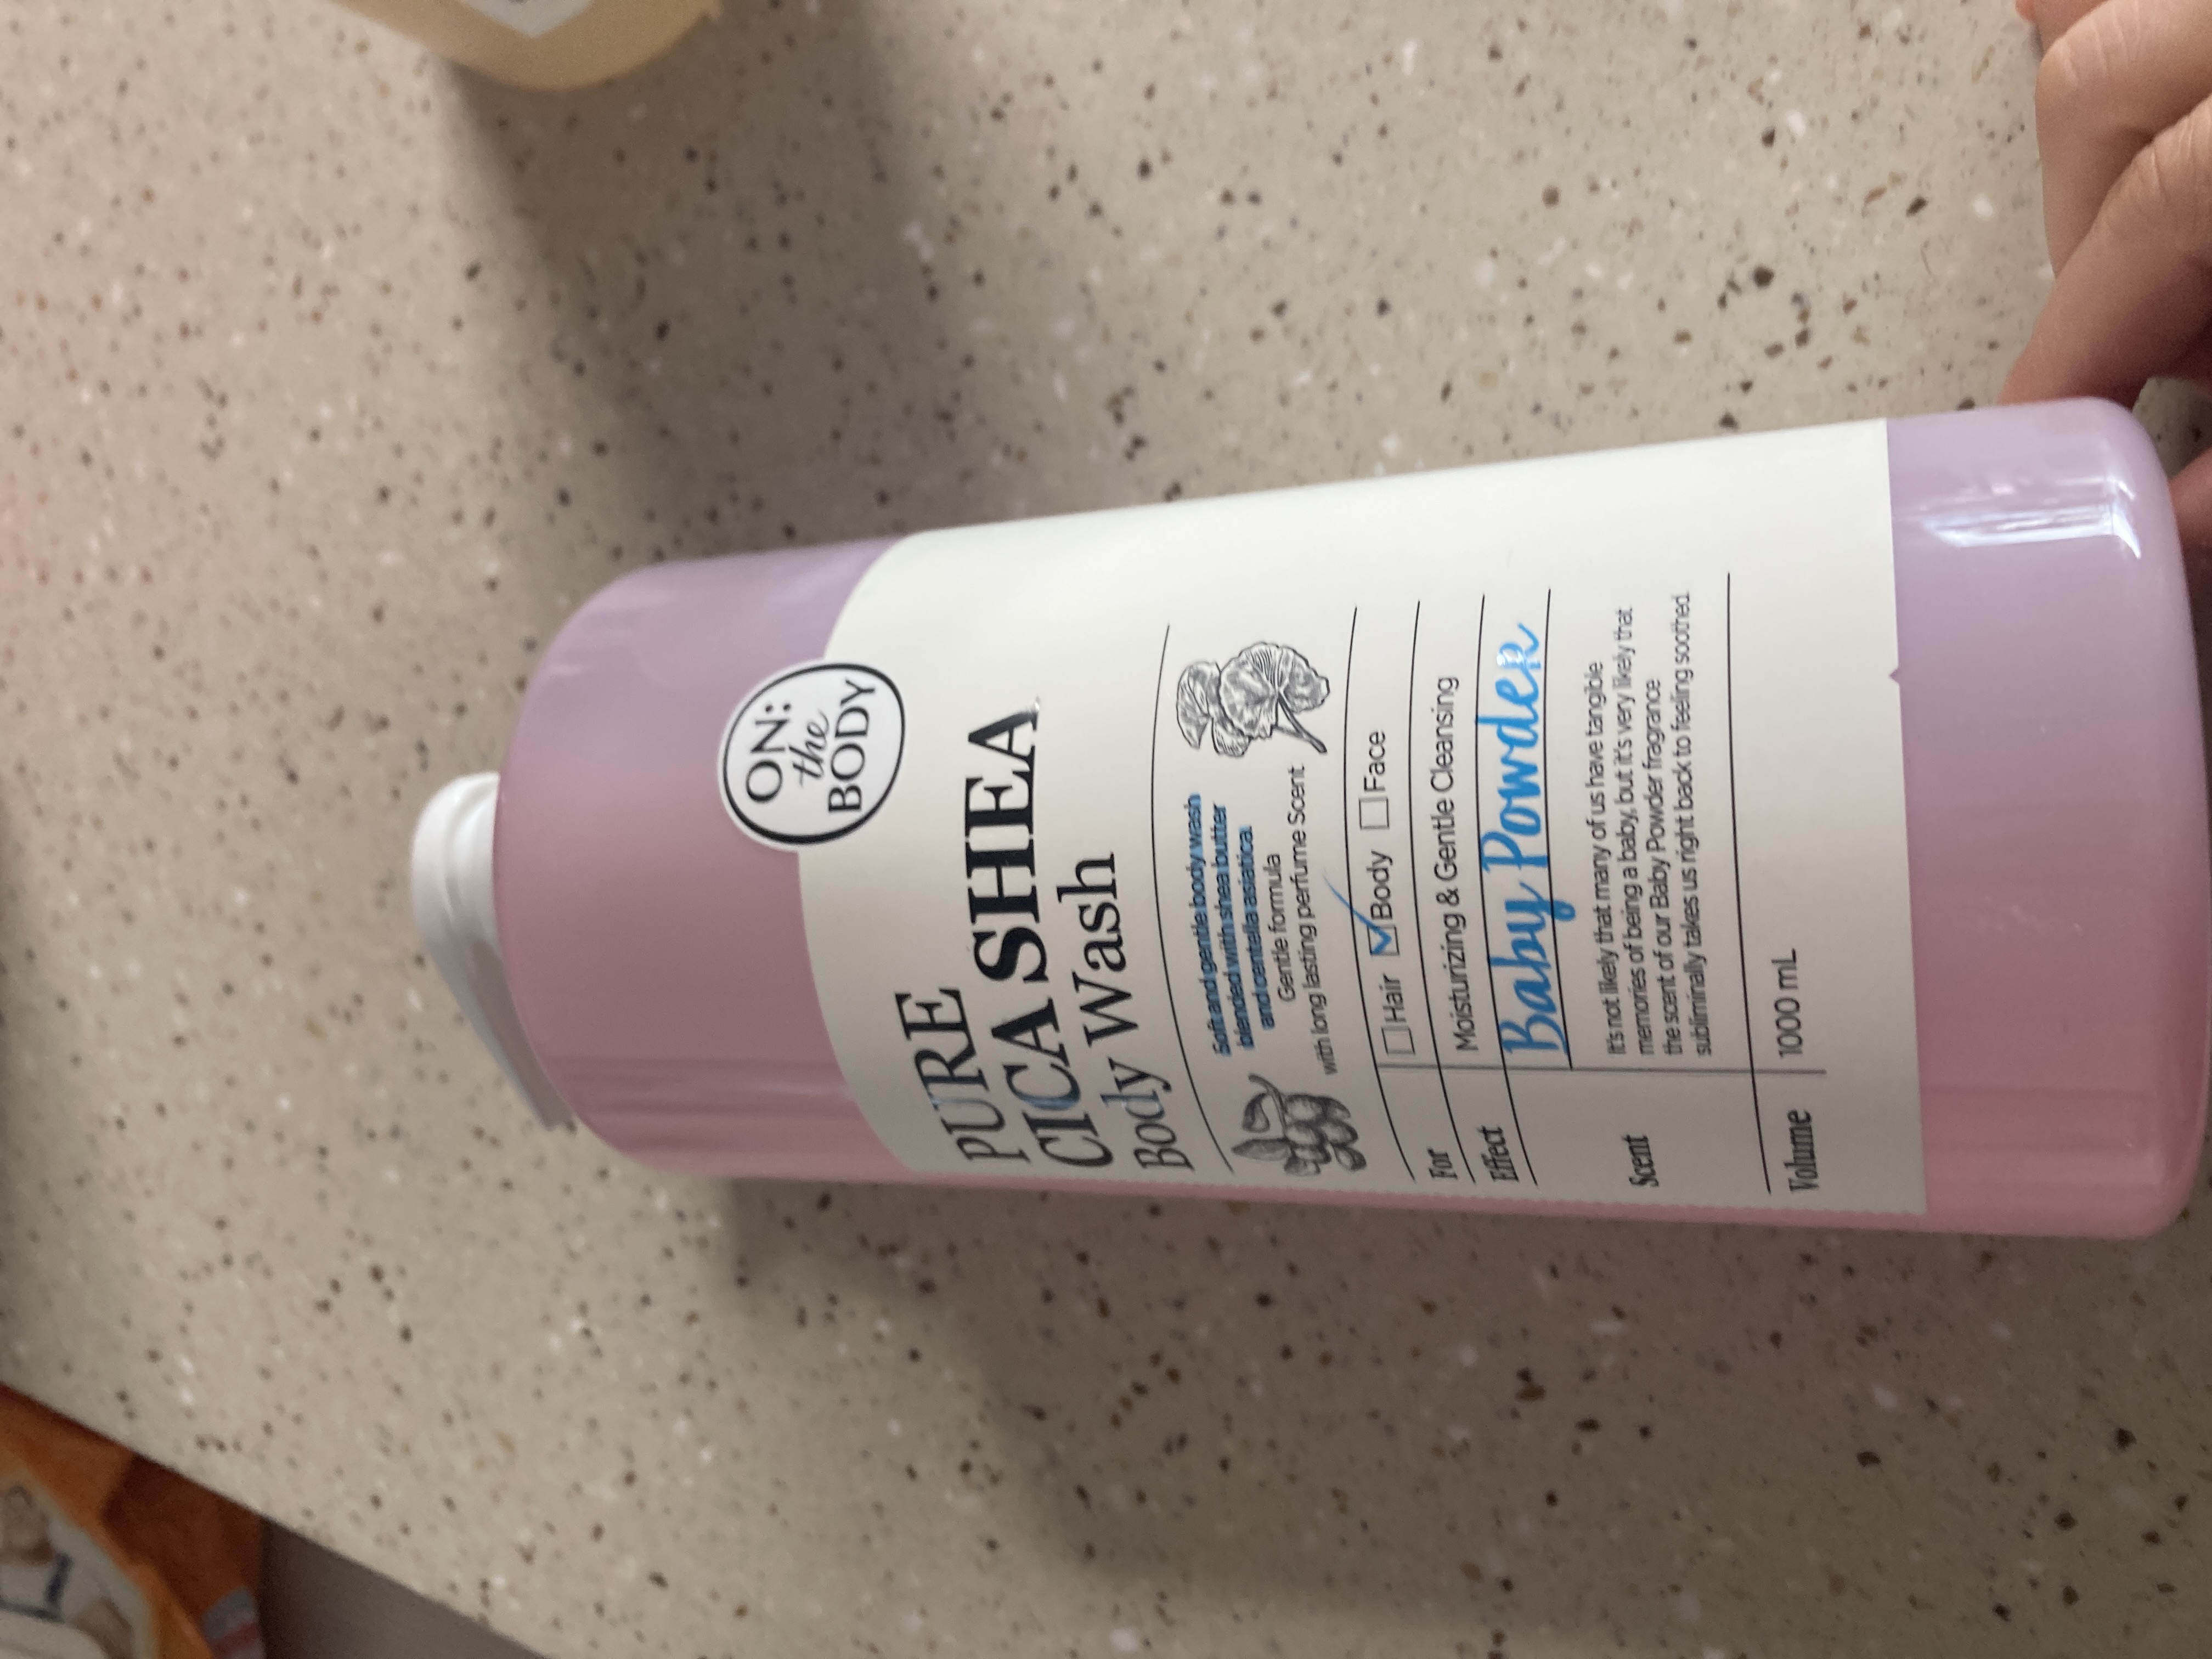 ON:
the
BODY
PURE
CICA SHEA
Body Wash
Soft and gentle body wash
blended with shea butter
and centella asiatica.
Gentle formula
with long lasting perfume Scent
For Hair Body Face
Effect Moisturizing & Gentle Cleansing
Baby Powder
Scent
It's not likely that many of us have tangible
memories of being a baby, but it's very likely that
the scent of our Baby Powder fragrance
subliminally takes us right back to feeling soothed.
Volume 1000 mL